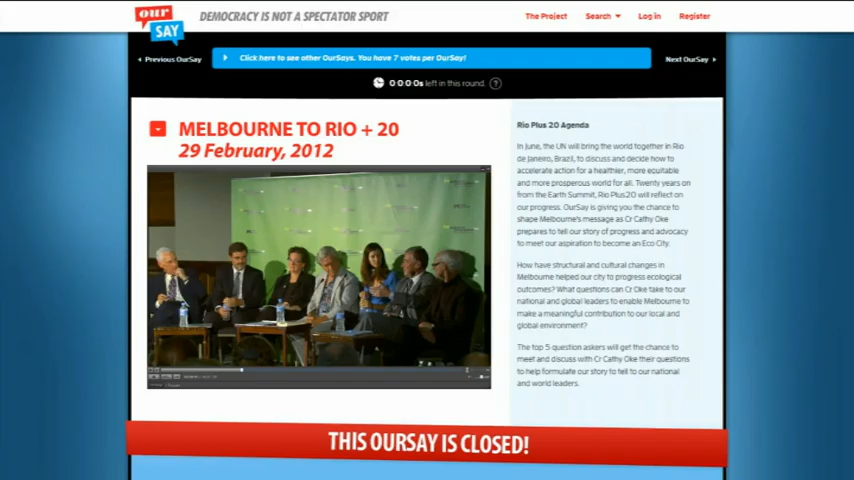 our
SAY
DEMOCRACY IS NOT A SPECTATOR SPORT
The Project
Search
Log in
Register
Previous OurSay
Click here to see other OurSays. You have 7 votes per OurSay!
Next OurSay
0 0:0 0s left in this round. ?
MELBOURNE TO RIO + 20
29 February, 2012
Rio Plus 20 Agenda
In June, the UN will bring the world together in Rio
de Janeiro, Brazil, to discuss and decide how to
accelerate action for a healthier, more equitable
and more prosperous world for all. Twenty years on
from the Earth Summit, Rio Plus20 will reflect on
our progress. OurSay is giving you the chance to
shape Melbourne's message as Cr Cathy Oke
prepares to tell our story of progress and advocacy
to meet our aspiration to become an Eco City.
How have structural and cultural changes in
Melbourne helped our city to progress ecological
outcomes? What questions can Cr Oke take to our
national and global leaders to enable Melbourne to
make a meaningful contribution to our local and
global environment?
The top 5 question askers will get the chance to
meet and discuss with Cr Cathy Oke their questions
to help formulate our story to tell to our national
and world leaders.
THIS OURSAY IS CLOSED!